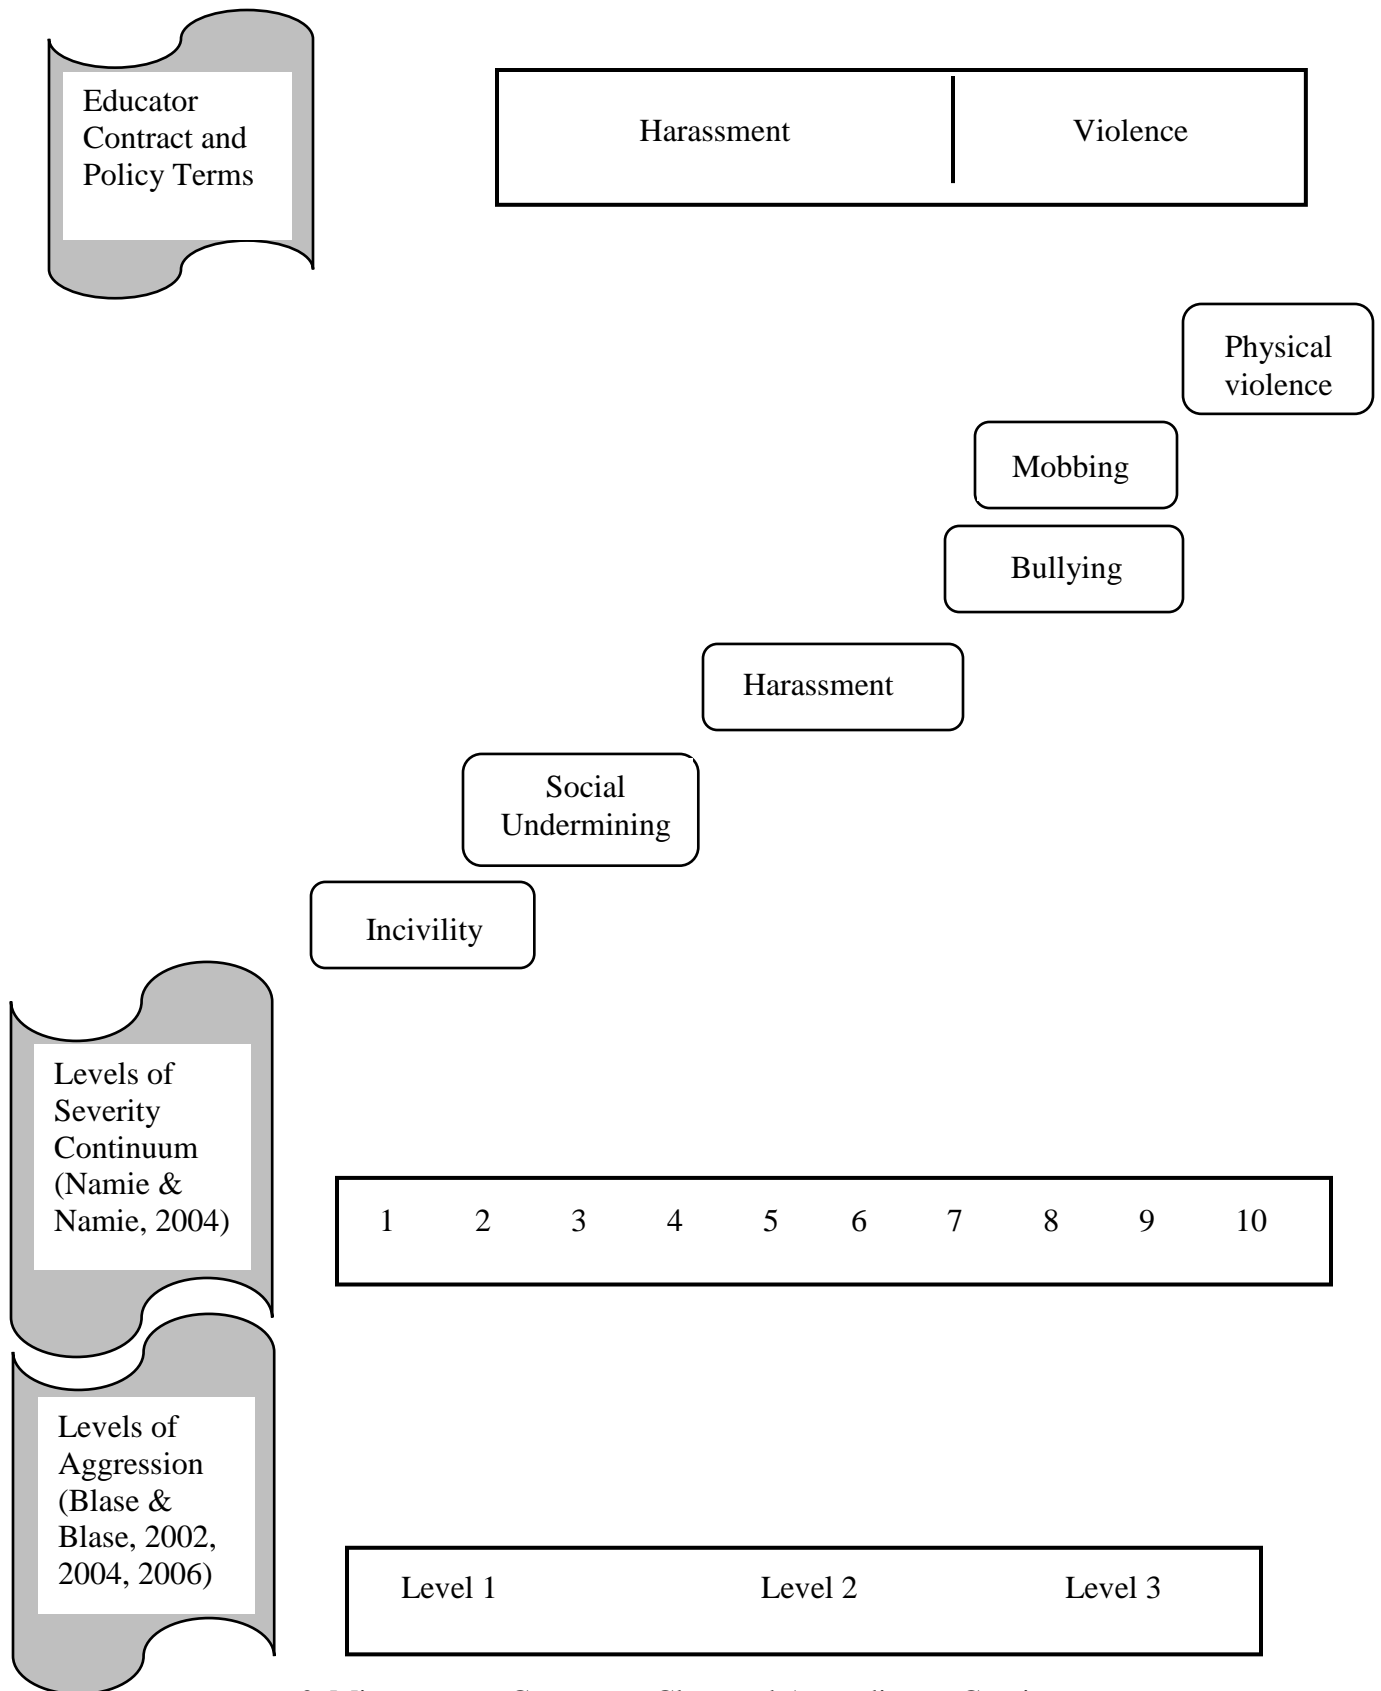 Educator
Contract and
Policy Terms
Harassment
Violence
Physical
violence
Mobbing
Bullying
Harassment
Social
Undermining
Incivility
Levels of
Severity
Continuum
(Namie &
Namie, 2004)
1 2 3 4 5 6 7 8 9 10
Levels of
Aggression
(Blase &
Blase, 2002,
2004, 2006)
Level 1 Level 2 Level 3